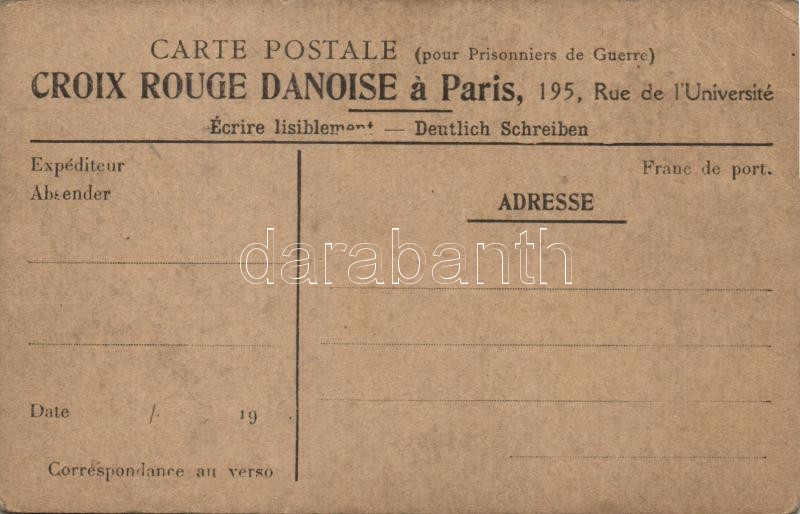 CARTE POSTALE (pour Prisonniers de Guerre)
CROIX ROUGE DANOISE à Paris, 195, Rue de l'Université
Écrire lisiblement — Deutlich Schreiben
Expéditeur
Absender
Franc de port.
ADRESSE
darabanth
Date / 19
Correspondance au verso